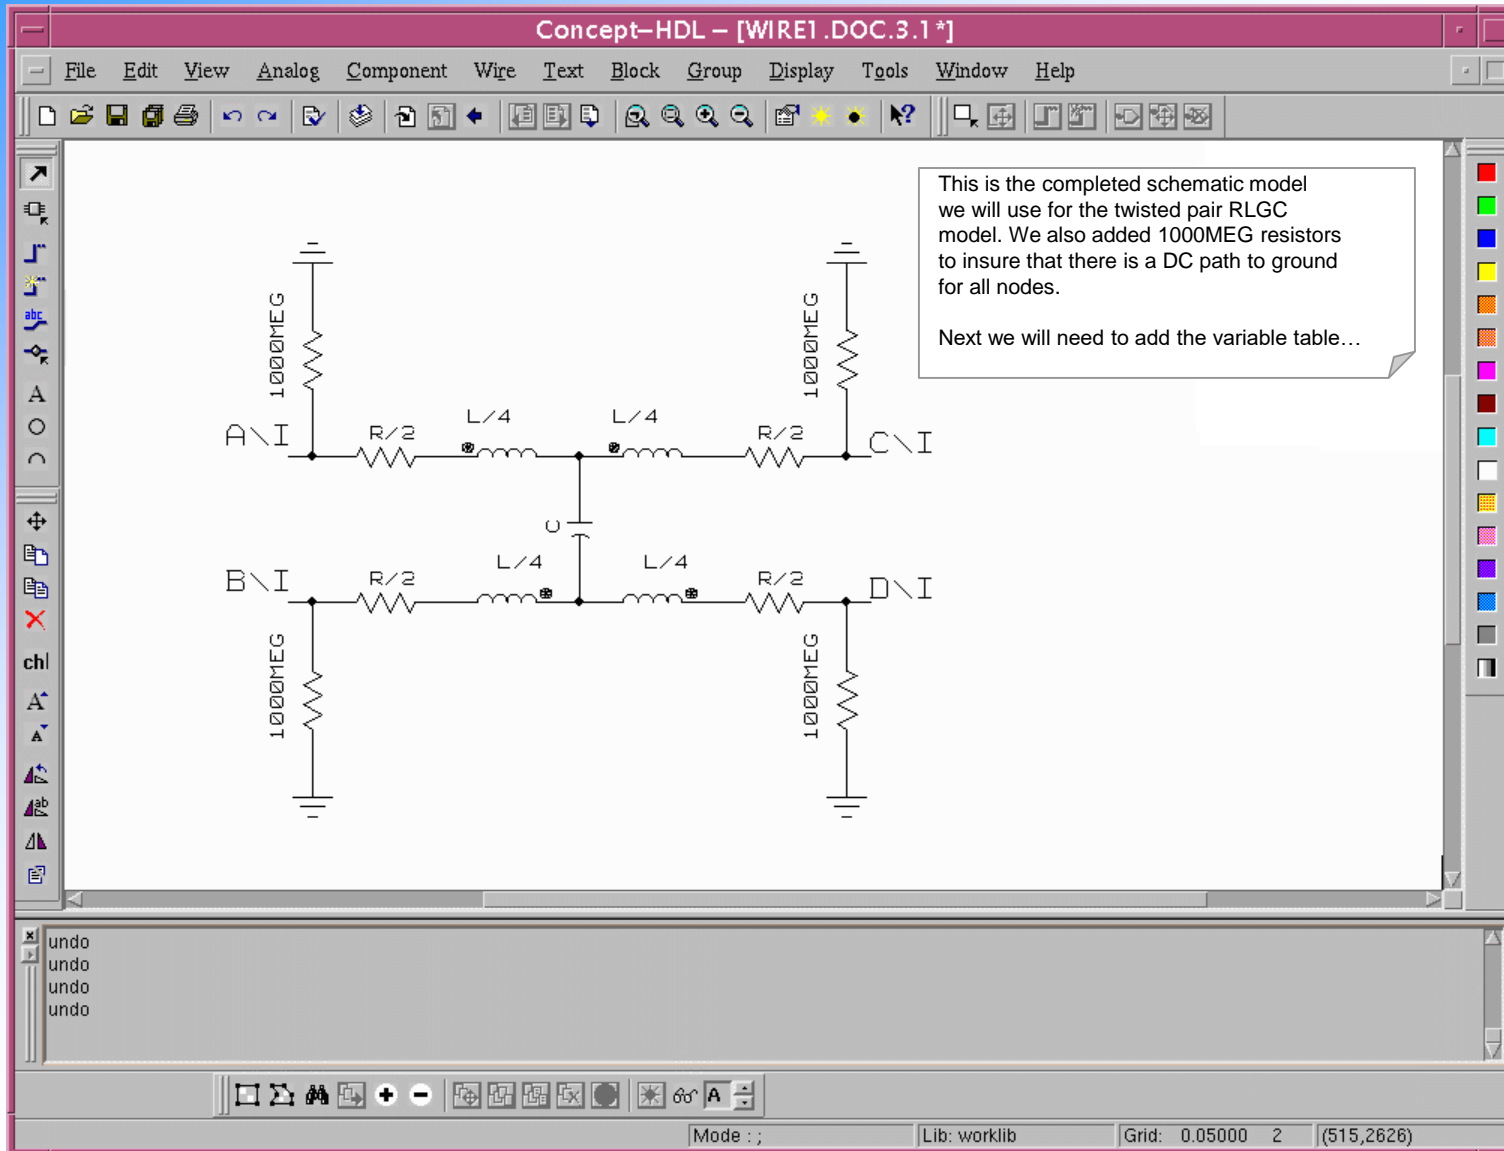 Concept–HDL – [WIRE1.DOC.3.1*]
File Edit View Analog Component Wire Text Block Group Display Tools Window Help
This is the completed schematic model
we will use for the twisted pair RLGC
model. We also added 1000MEG resistors
to insure that there is a DC path to ground
for all nodes.
Next we will need to add the variable table…
abc
A
chl
A
A
ab
1000MEG
1000MEG
L/4
L/4
A\I
R/2
R/2
C\I
C
L/4
L/4
B\I
R/2
R/2
D\I
1000MEG
1000MEG
undo
undo
undo
undo
A
Mode : ;
Lib: worklib
Grid: 0.05000 2
(515,2626)